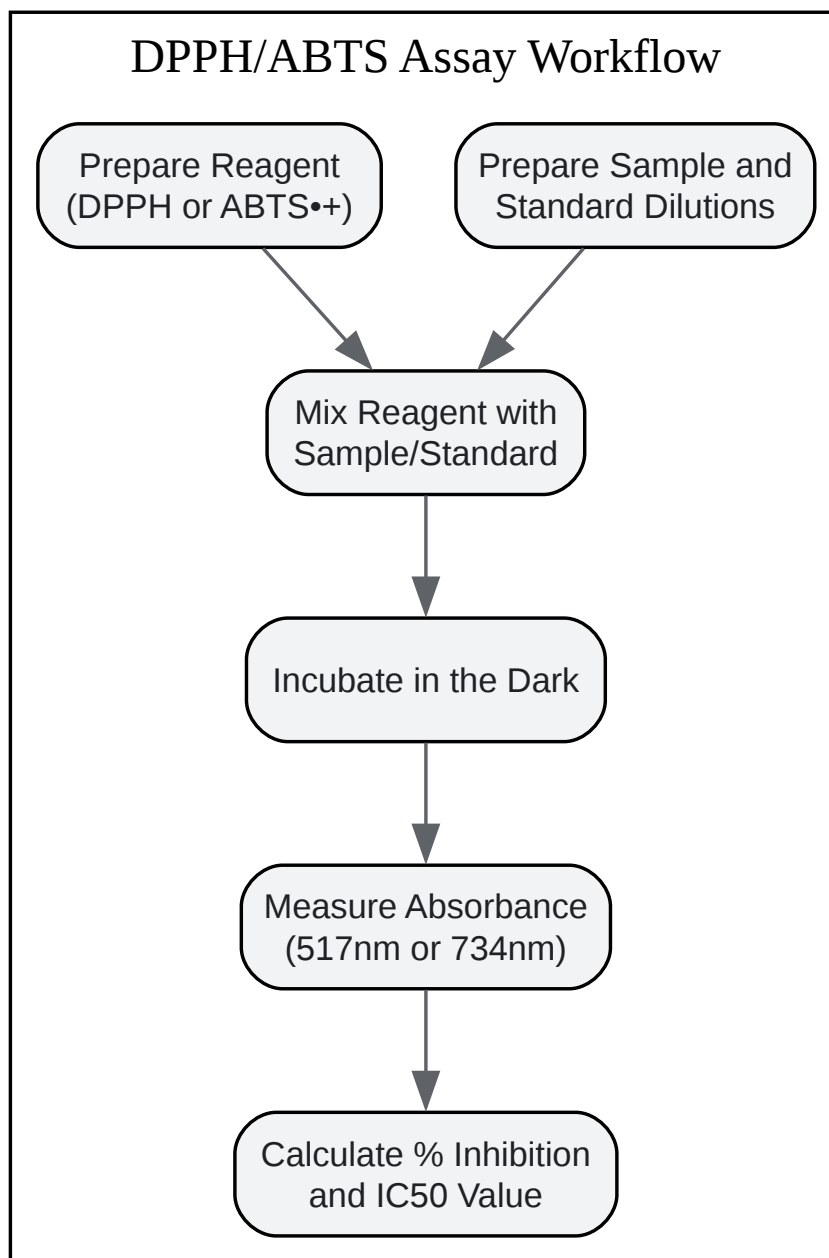 DPPH/ABTS Assay Workflow
Prepare Reagent
(DPPH or ABTS•+)
Prepare Sample and
Standard Dilutions
Mix Reagent with
Sample/Standard
Incubate in the Dark
Measure Absorbance
(517nm or 734nm)
Calculate % Inhibition
and IC50 Value